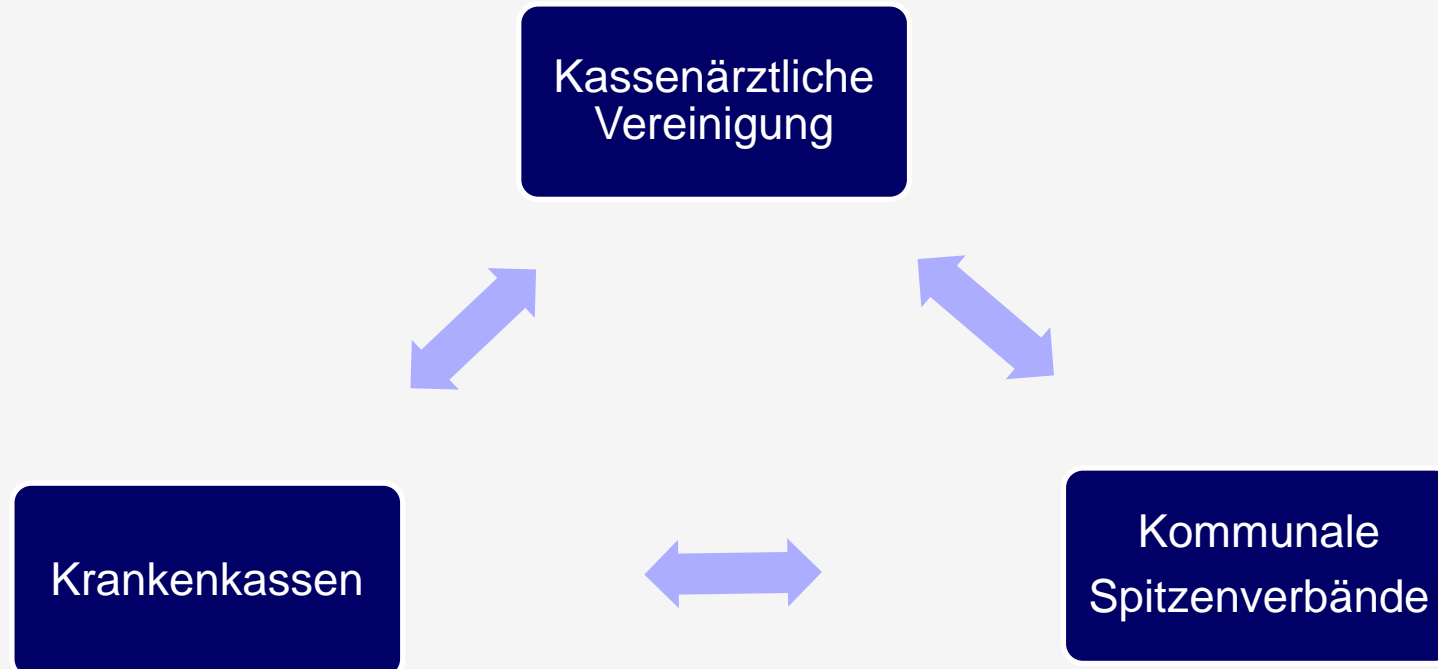 Kassenärztliche
Vereinigung
Krankenkassen
Kommunale
Spitzenverbände